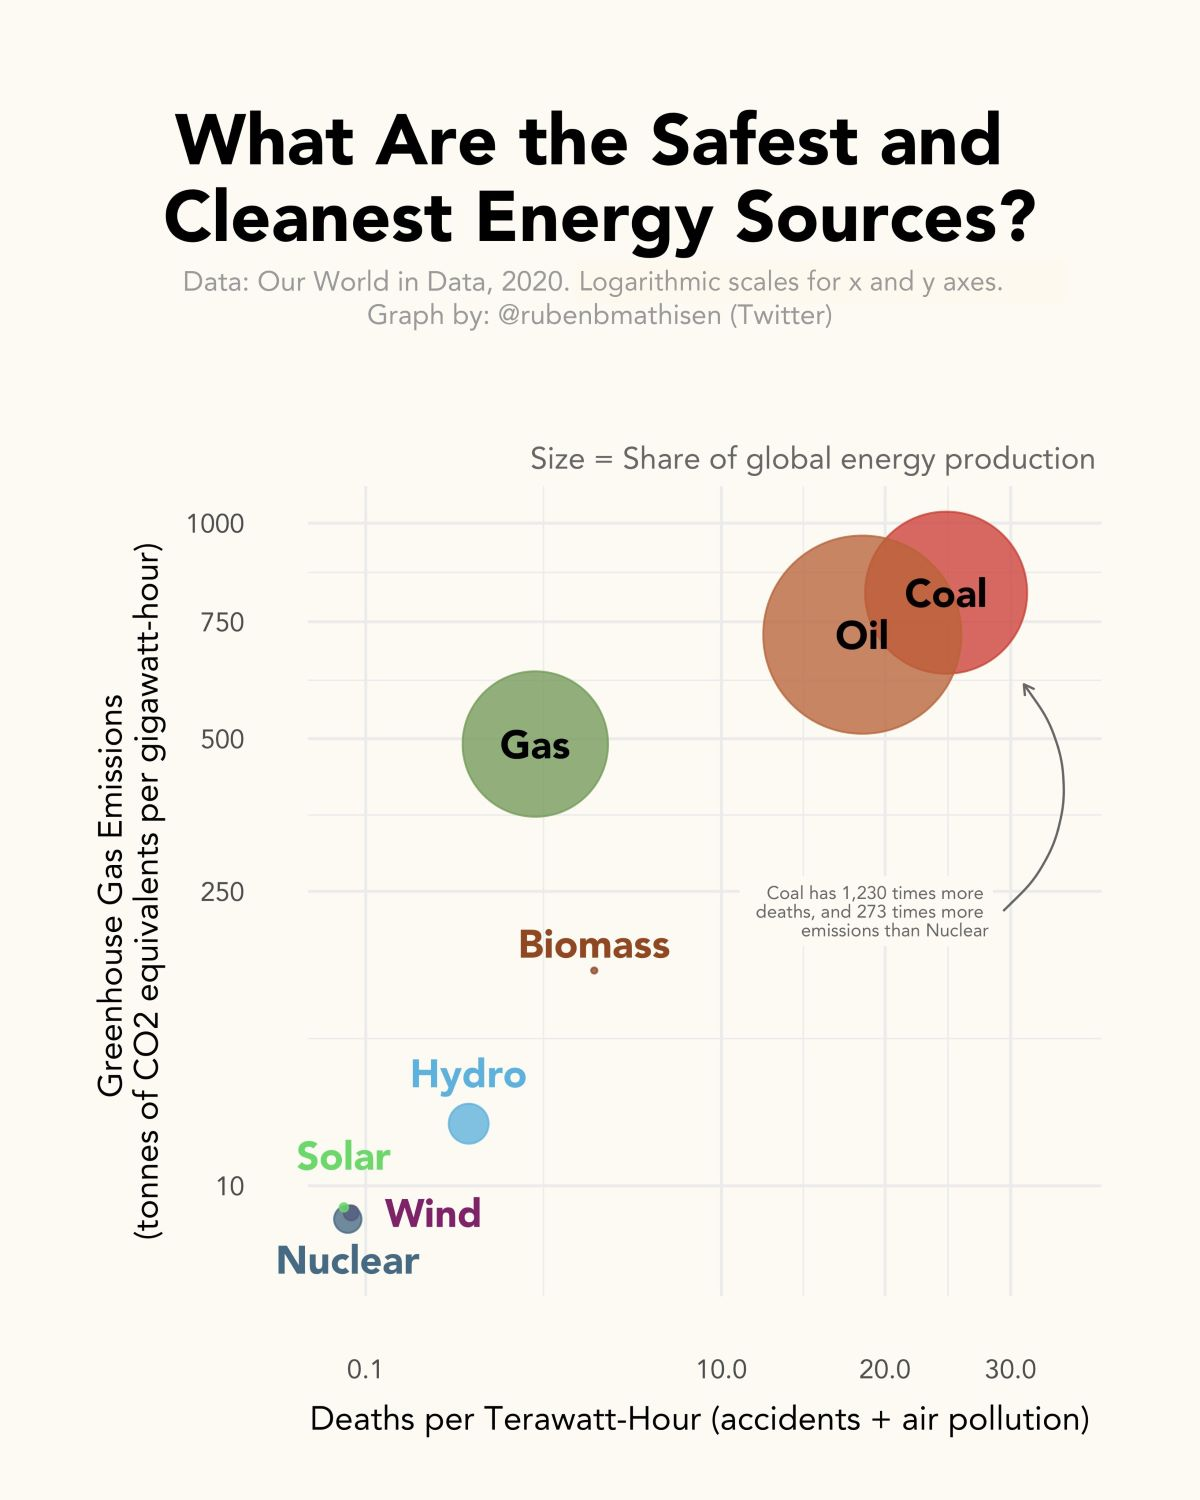 What Are the Safest and
Cleanest Energy Sources?
Data: Our World in Data, 2020. Logarithmic scales for x and y axes.
Graph by: @rubenbmathisen (Twitter)
Size = Share of global energy production
Greenhouse Gas Emissions
(tonnes of CO2 equivalents per gigawatt-hour)
1000
750
500
250
10
Coal
Oil
Gas
Coal has 1,230 times more
deaths, and 273 times more
emissions than Nuclear
Biomass
Hydro
Solar
Wind
Nuclear
0.1
10.0
20.0
30.0
Deaths per Terawatt-Hour (accidents + air pollution)